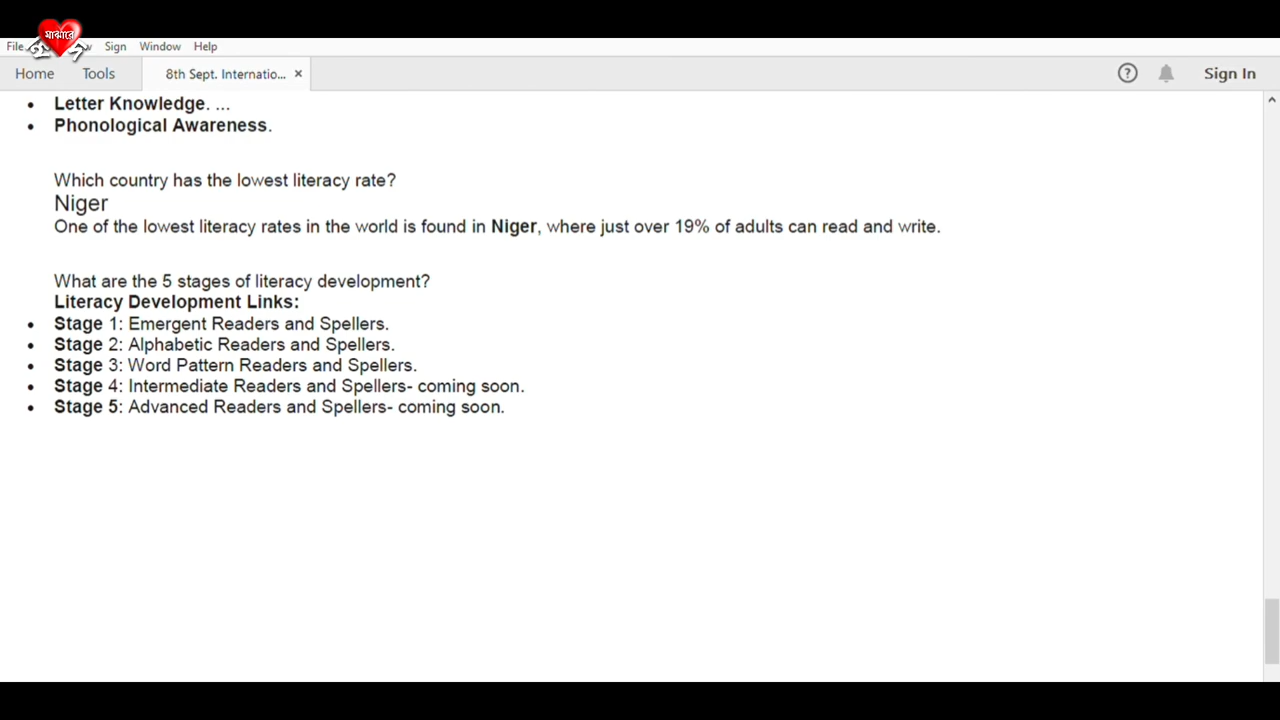 মাঝারে
File
Sign
Window
Help
Home
Tools
8th Sept. Internatio... ×
Sign In
• Letter Knowledge. ...
• Phonological Awareness.
Which country has the lowest literacy rate?
Niger
One of the lowest literacy rates in the world is found in Niger, where just over 19% of adults can read and write.
What are the 5 stages of literacy development?
Literacy Development Links:
• Stage 1: Emergent Readers and Spellers.
• Stage 2: Alphabetic Readers and Spellers.
• Stage 3: Word Pattern Readers and Spellers.
• Stage 4: Intermediate Readers and Spellers- coming soon.
• Stage 5: Advanced Readers and Spellers- coming soon.